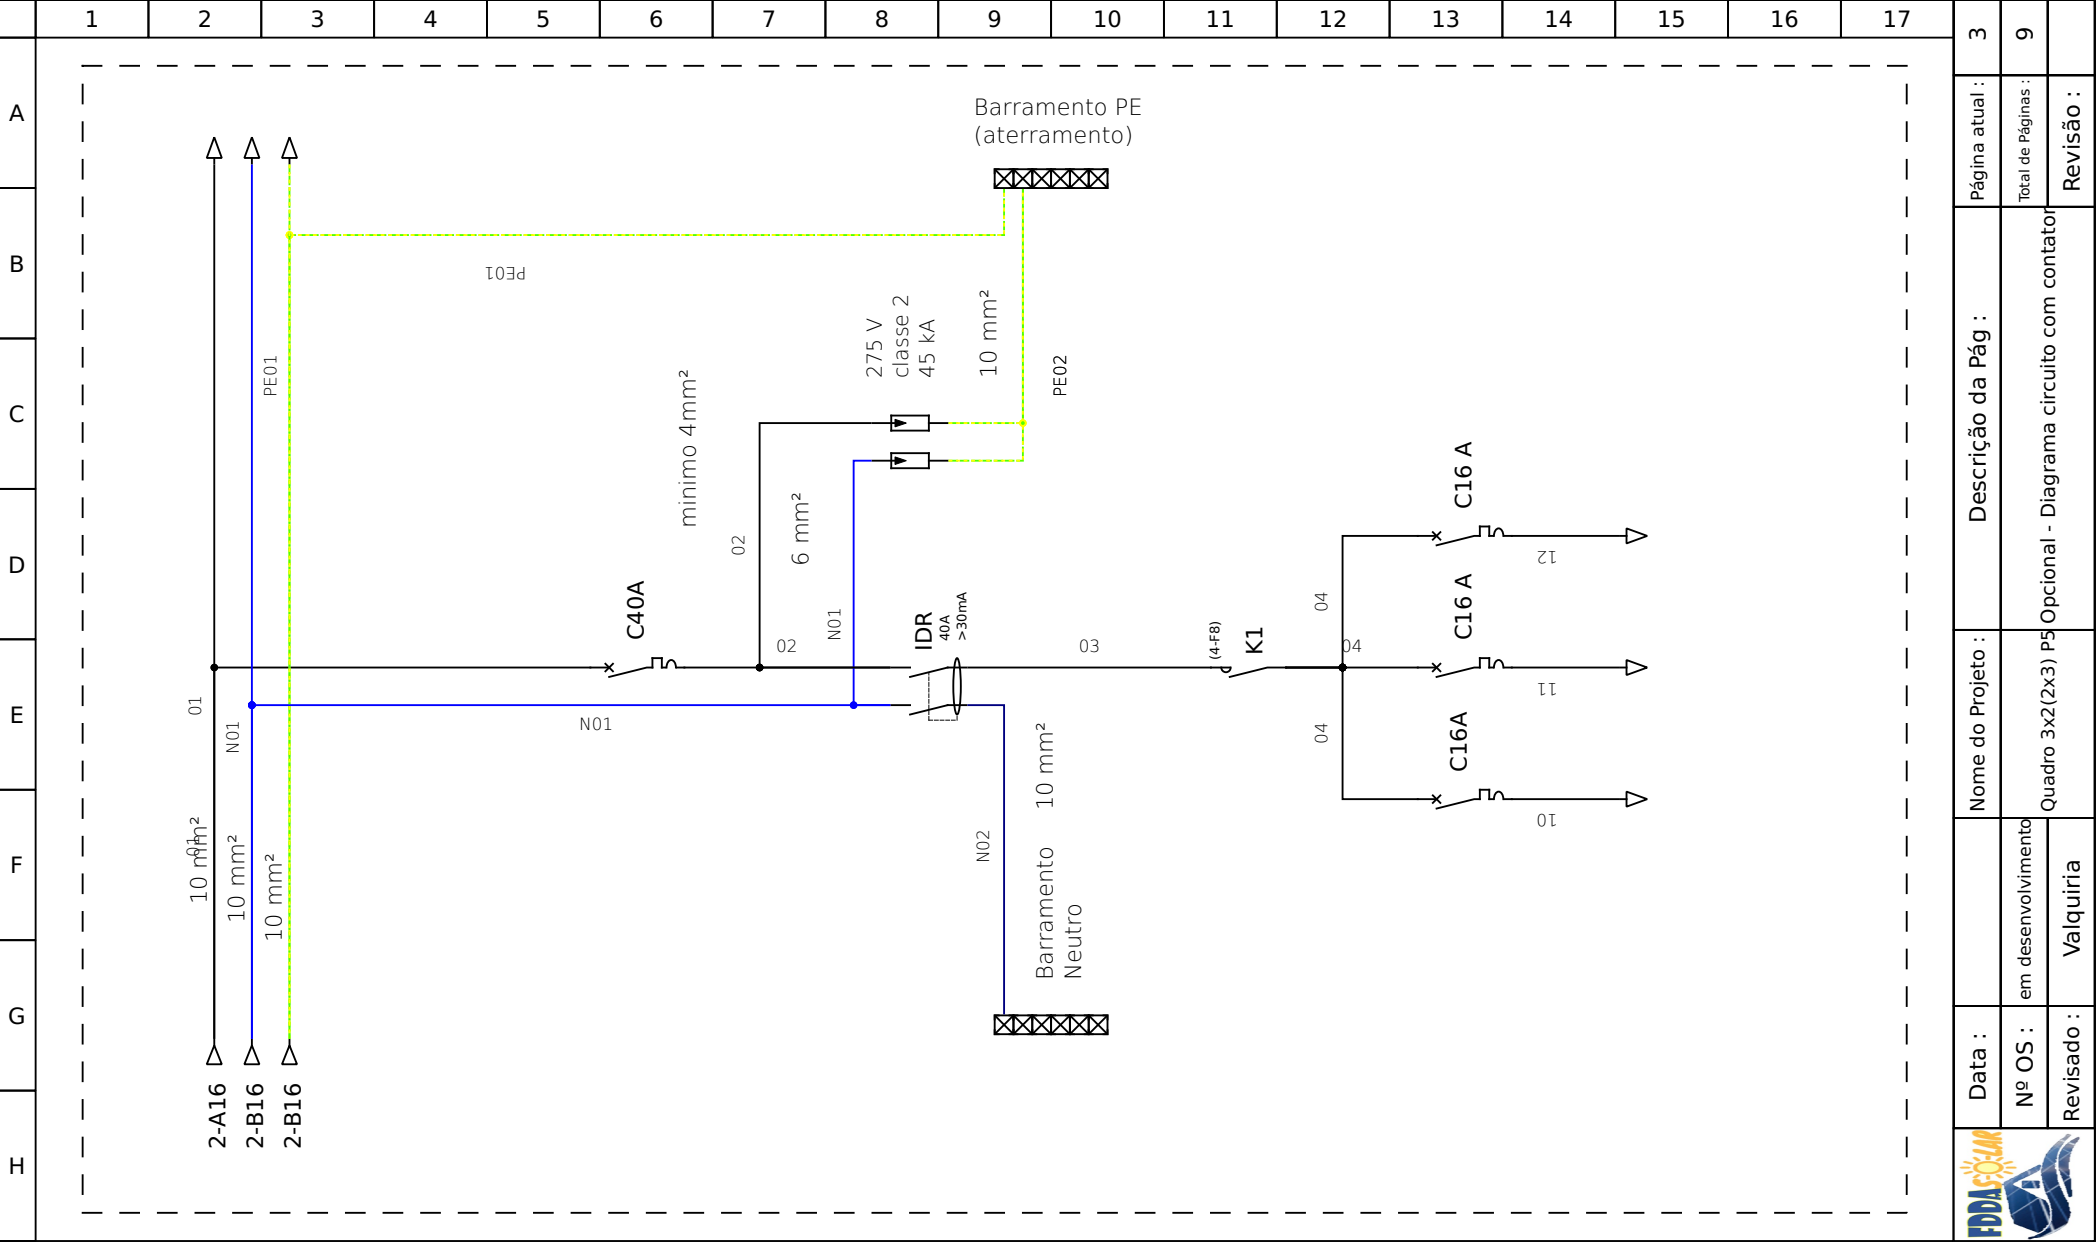 1 2 3 4 5 6 7 8 9 10 11 12 13 14 15 16 17
A
B
C
D
E
F
G
H
Barramento PE
(aterramento)
PE01
PE01
275 V
classe 2
45 kA
10 mm²
PE02
minimo 4mm²
02
6 mm²
N01
C40A
02
IDR
40A
>30mA
03
(4-F8)
K1
04
04
04
C16 A
12
C16 A
11
C16A
10
01
N01
N01
10 mm²
01
10 mm²
10 mm²
N02
10 mm²
Barramento
Neutro
2-A16
2-B16
2-B16
Página atual :
3
Total de Páginas :
9
Revisão :
Descrição da Pág :
Opcional - Diagrama circuito com contator
Nome do Projeto :
Quadro 3x2(2x3) P5
Data :
Nº OS :
em desenvolvimento
Revisado :
Valquiria
FDDA SOLAR